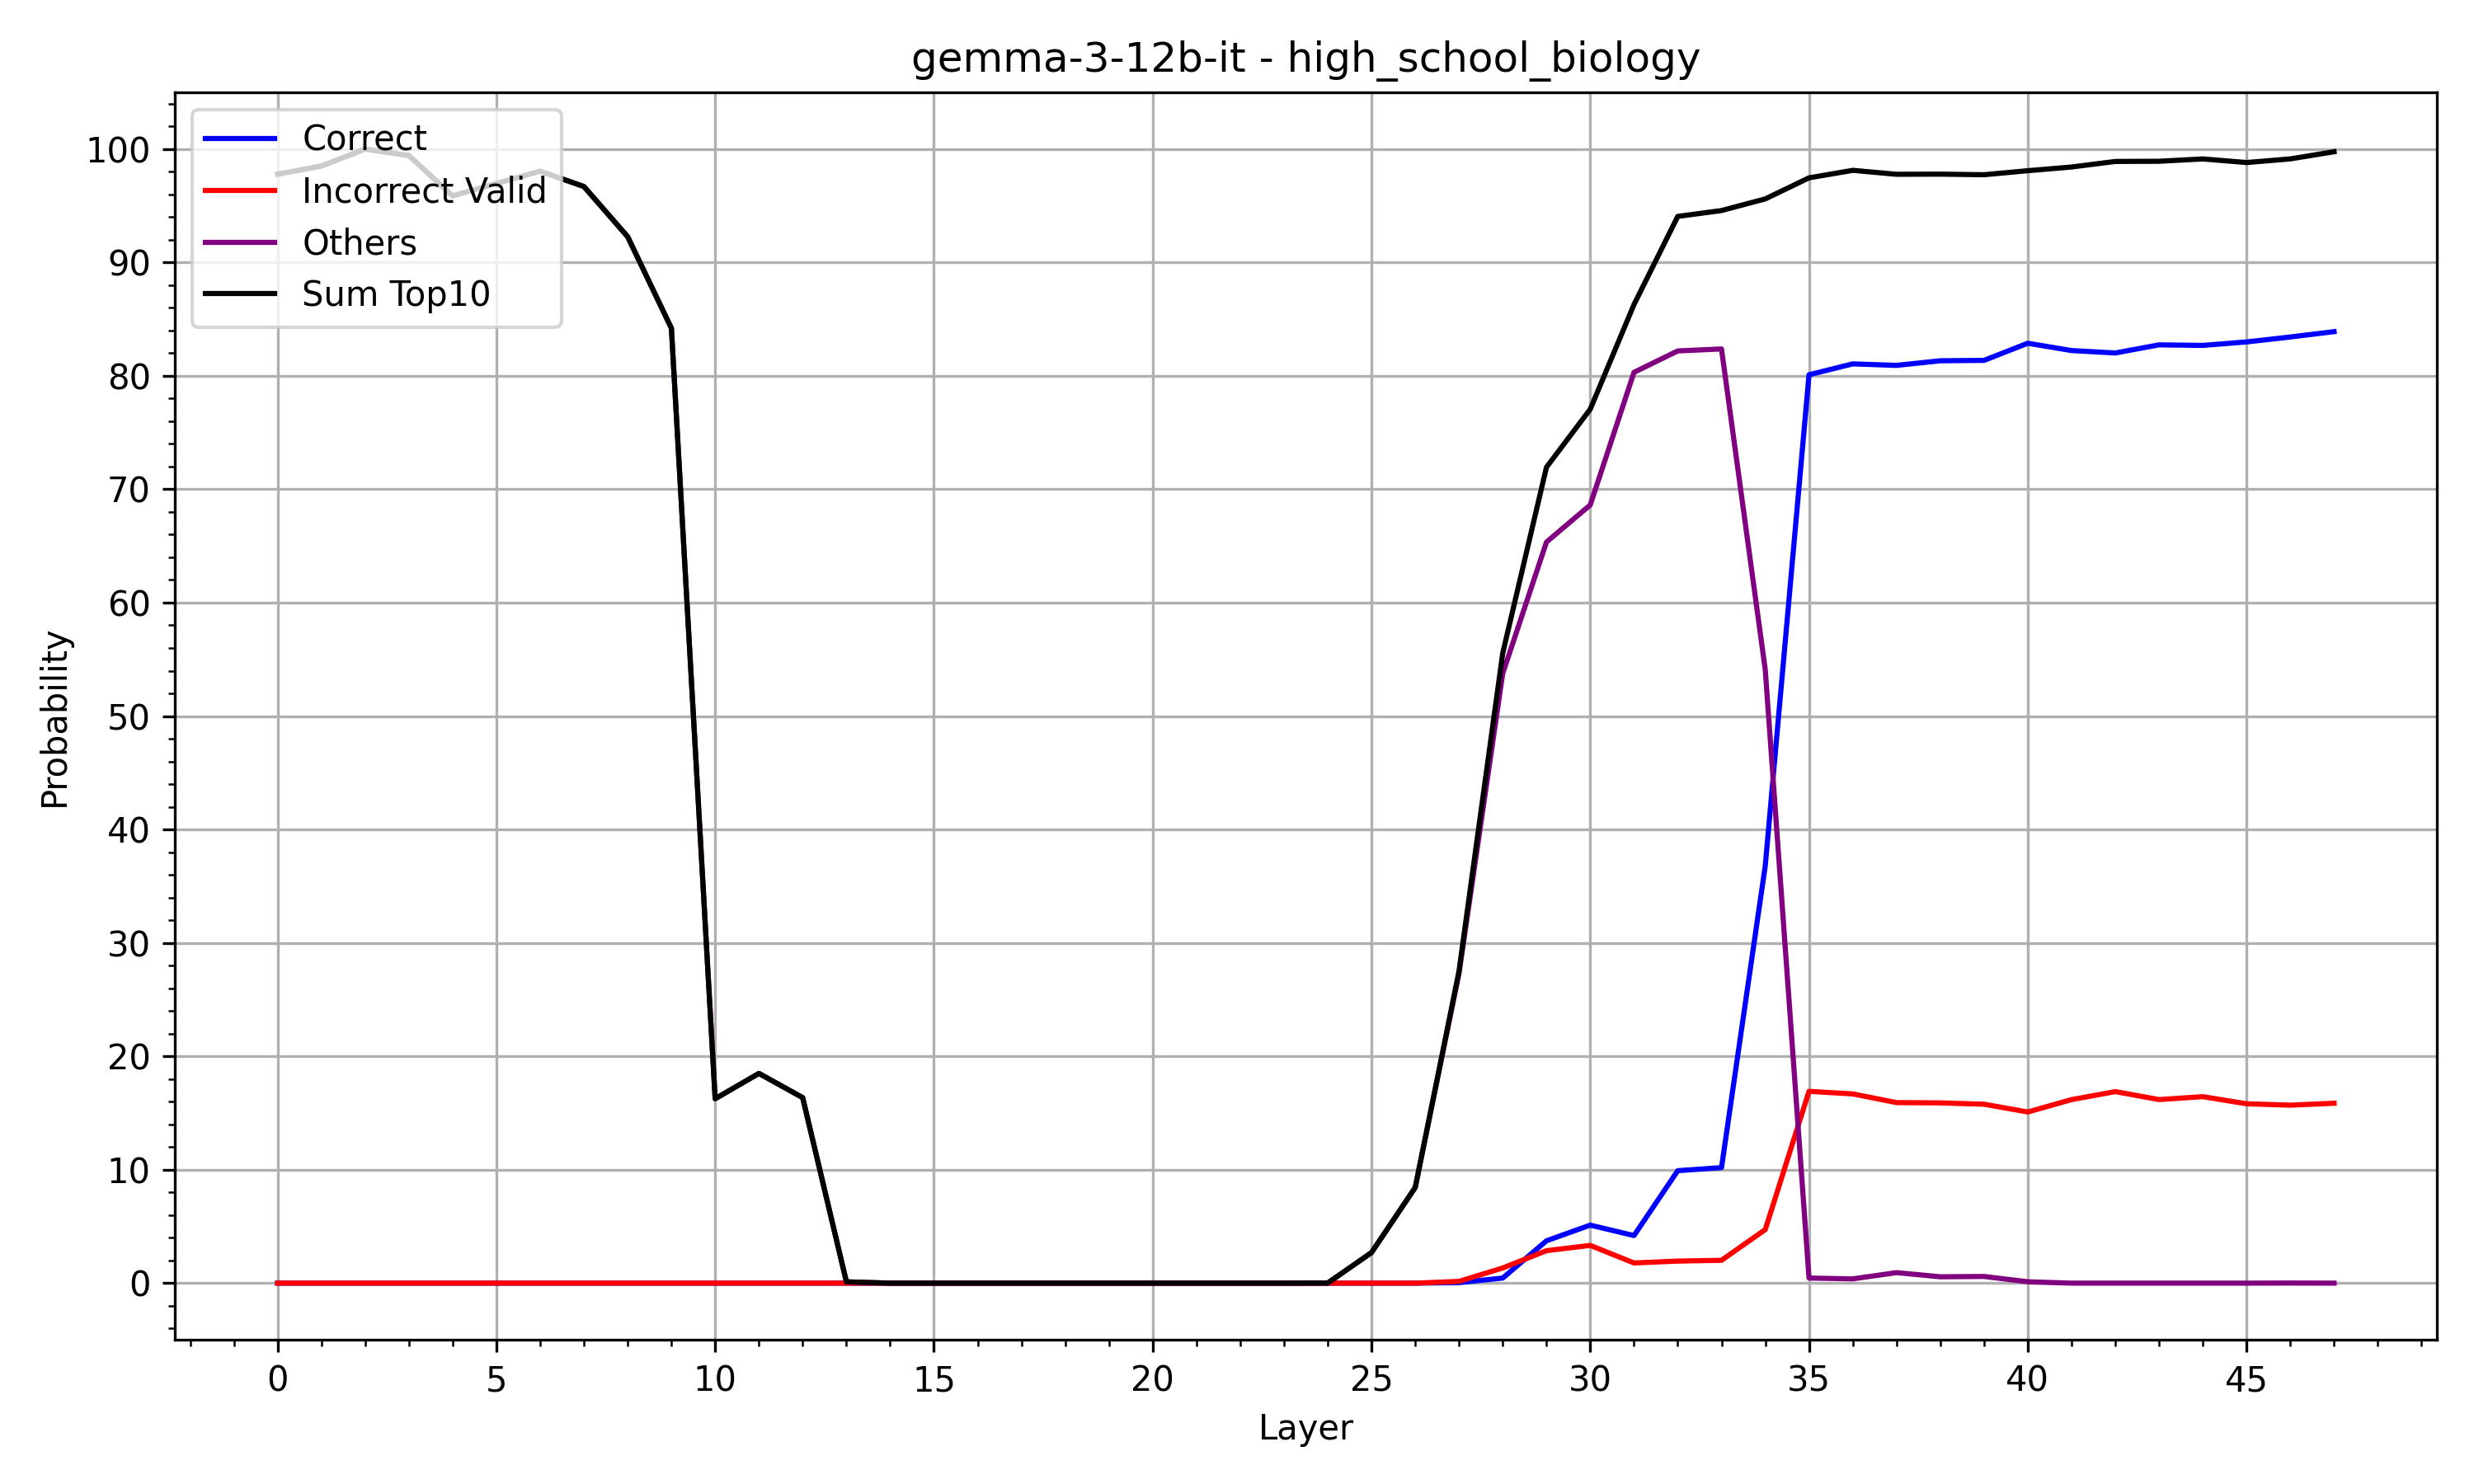 gemma-3-12b-it - high_school_biology
Correct
Incorrect Valid
Others
Sum Top10
100
90
80
70
60
50
40
30
20
10
0
Probability
0 5 10 15 20 25 30 35 40 45
Layer